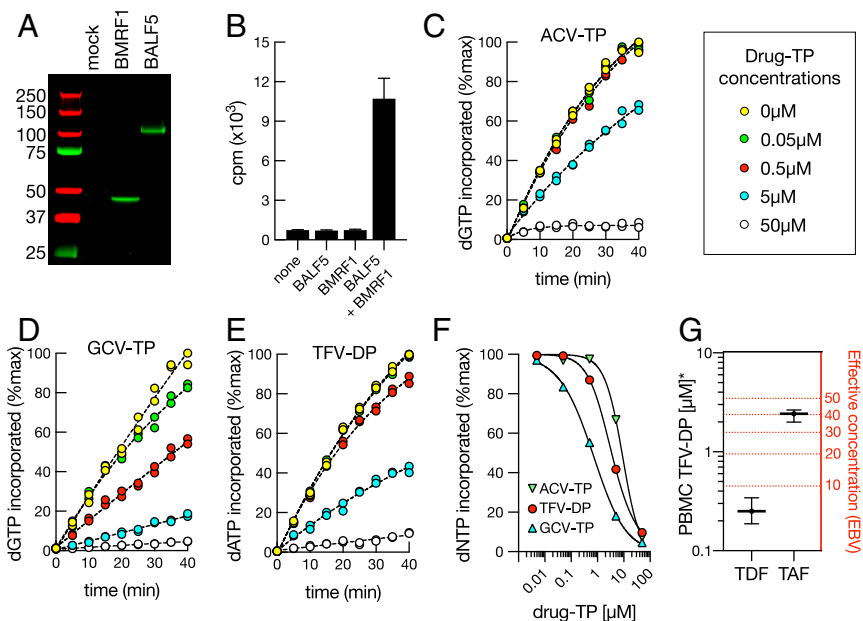 A
mock
BMRF1
BALF5
250
150
100
75
50
37
25
B
cpm (x10³)
15
12
9
6
3
0
none
BALF5
BMRF1
BALF5
+ BMRF1
C
ACV-TP
dGTP incorporated (%max)
100
80
60
40
20
0
0 10 20 30 40
time (min)
Drug-TP
concentrations
0µM
0.05µM
0.5µM
5µM
50µM
D
GCV-TP
dGTP incorporated (%max)
100
80
60
40
20
0
0 10 20 30 40
time (min)
E
TFV-DP
dATP incorporated (%max)
100
80
60
40
20
0
0 10 20 30 40
time (min)
F
dNTP incorporated (%max)
100
80
60
40
20
0
ACV-TP
TFV-DP
GCV-TP
0.01
0.1
1
10
100
drug-TP [µM]
G
PBMC TFV-DP [µM]*
10
1
0.1
TDF TAF
50
40
30
20
10
Effective concentration (EBV)